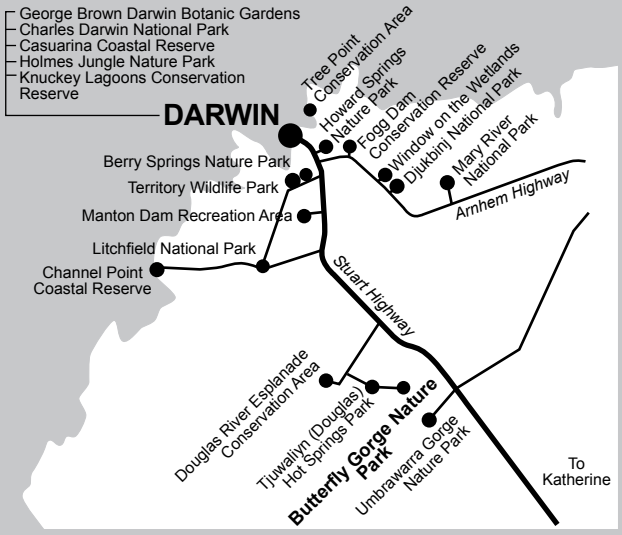 George Brown Darwin Botanic Gardens
Charles Darwin National Park
Casuarina Coastal Reserve
Holmes Jungle Nature Park
Knuckey Lagoons Conservation
Reserve
DARWIN
Tree Point
Conservation Area
Howard Springs
Nature Park
Fogg Dam
Conservation Reserve
Window on the Wetlands
Djukbinj National Park
Mary River
National Park
Arnhem Highway
Berry Springs Nature Park
Territory Wildlife Park
Manton Dam Recreation Area
Litchfield National Park
Channel Point
Coastal Reserve
Stuart Highway
Douglas River Esplanade
Conservation Area
Tjuwaliyn (Douglas)
Hot Springs Park
Butterfly Gorge Nature
Park
Umbrawarra Gorge
Nature Park
To
Katherine